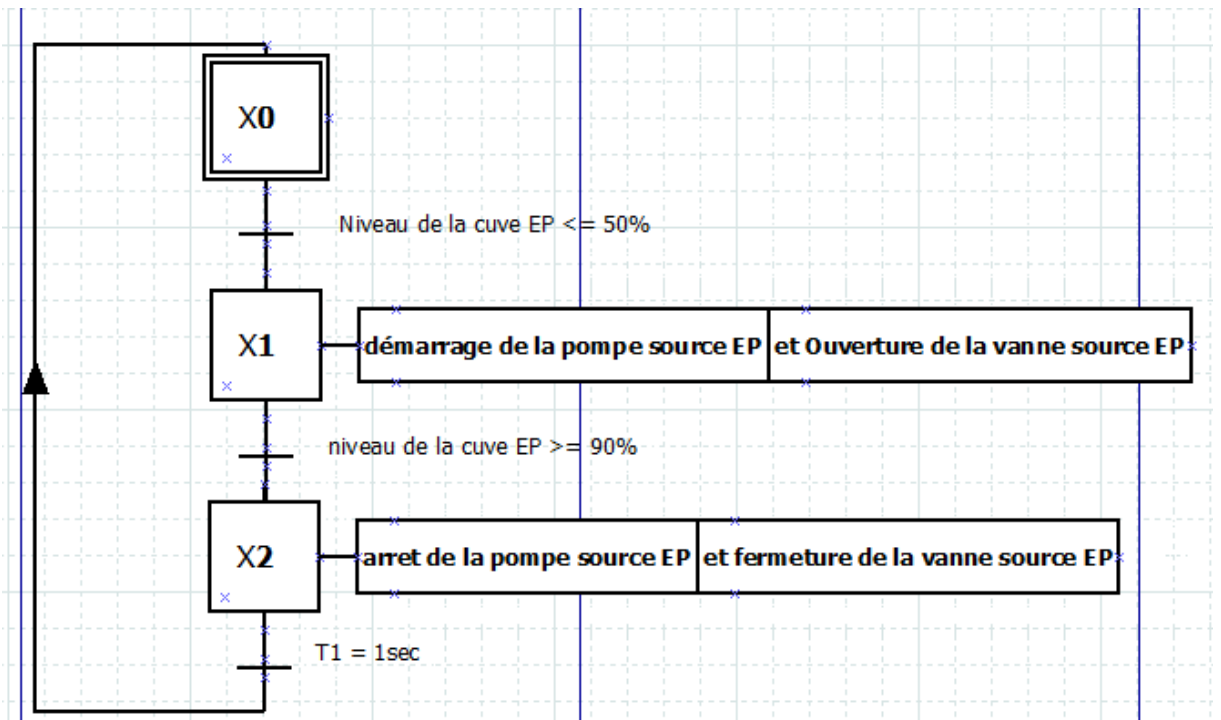 X0
Niveau de la cuve EP <= 50%
X1
démarrage de la pompe source EP
et Ouverture de la vanne source EP
niveau de la cuve EP >= 90%
X2
arret de la pompe source EP
et fermeture de la vanne source EP
T1 = 1sec